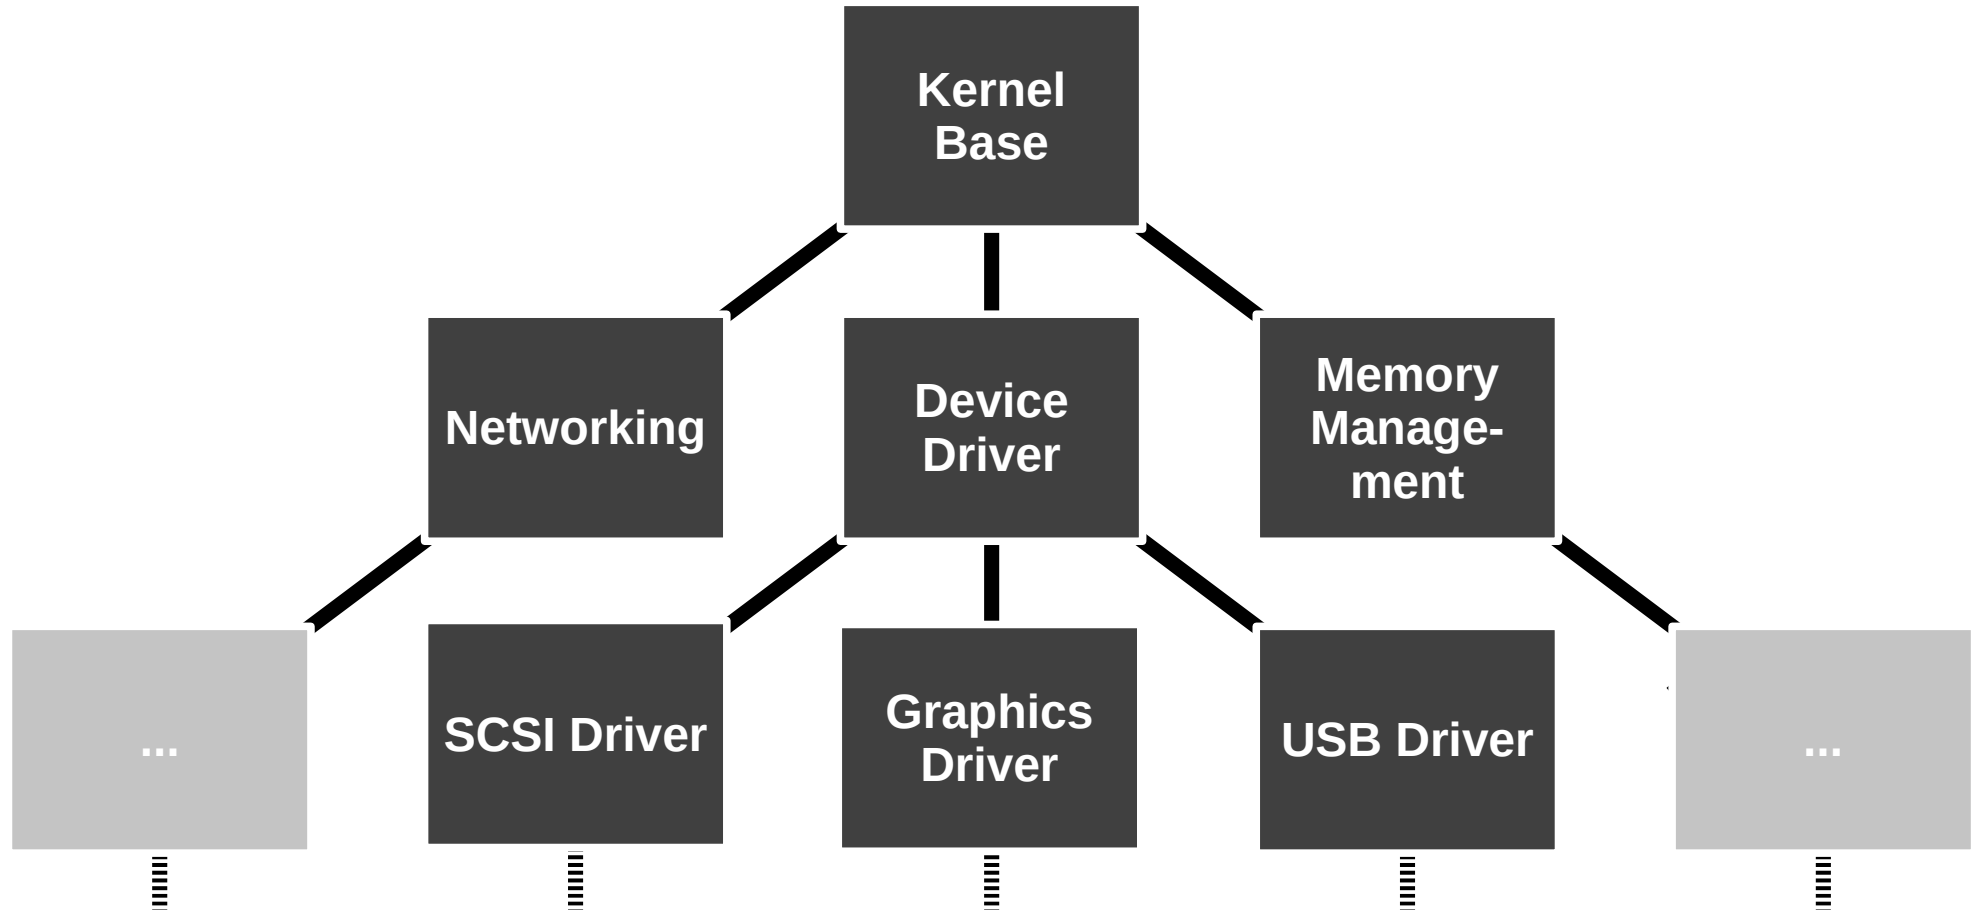 Kernel
Base
Networking
Device
Driver
Memory
Manage-
ment
...
SCSI Driver
Graphics
Driver
USB Driver
...